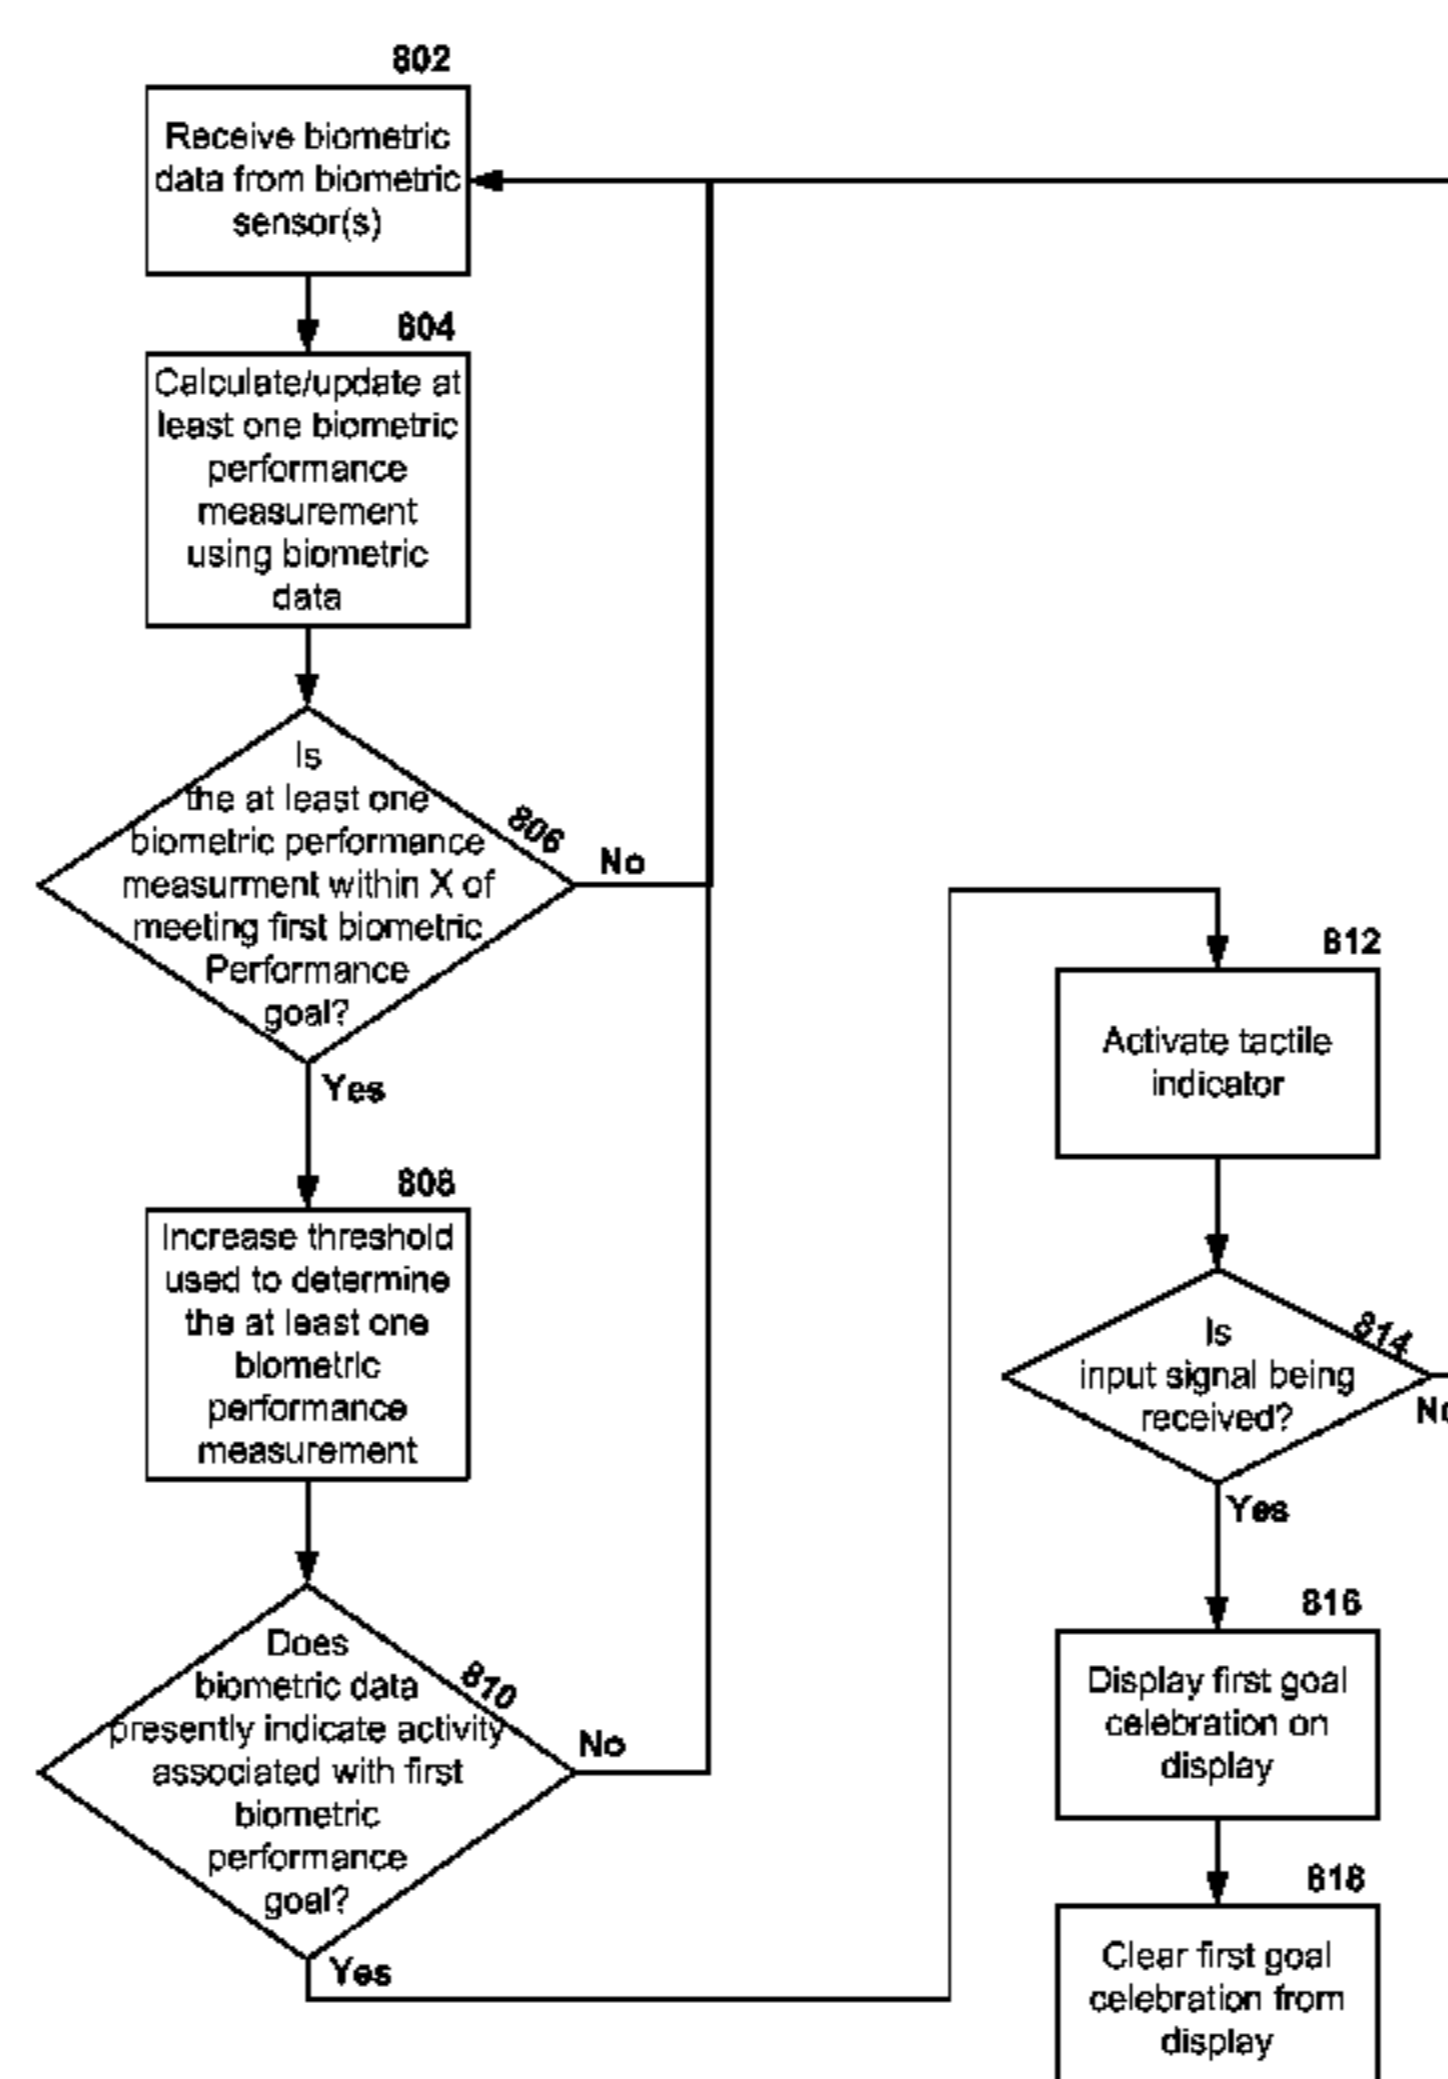 802
Receive biometric
data from biometric
sensor(s)
804
Calculate/update at
least one biometric
performance
measurement
using biometric
data
Is
the at least one
biometric performance
measurment within X of
meeting first biometric
Performance
goal?
806
No
Yes
808
Increase threshold
used to determine
the at least one
biometric
performance
measurement
Does
biometric data
presently indicate activity
associated with first
biometric
performance
goal?
810
No
Yes
812
Activate tactile
indicator
Is
input signal being
received?
814
Yes
816
Display first goal
celebration on
display
818
Clear first goal
celebration from
display